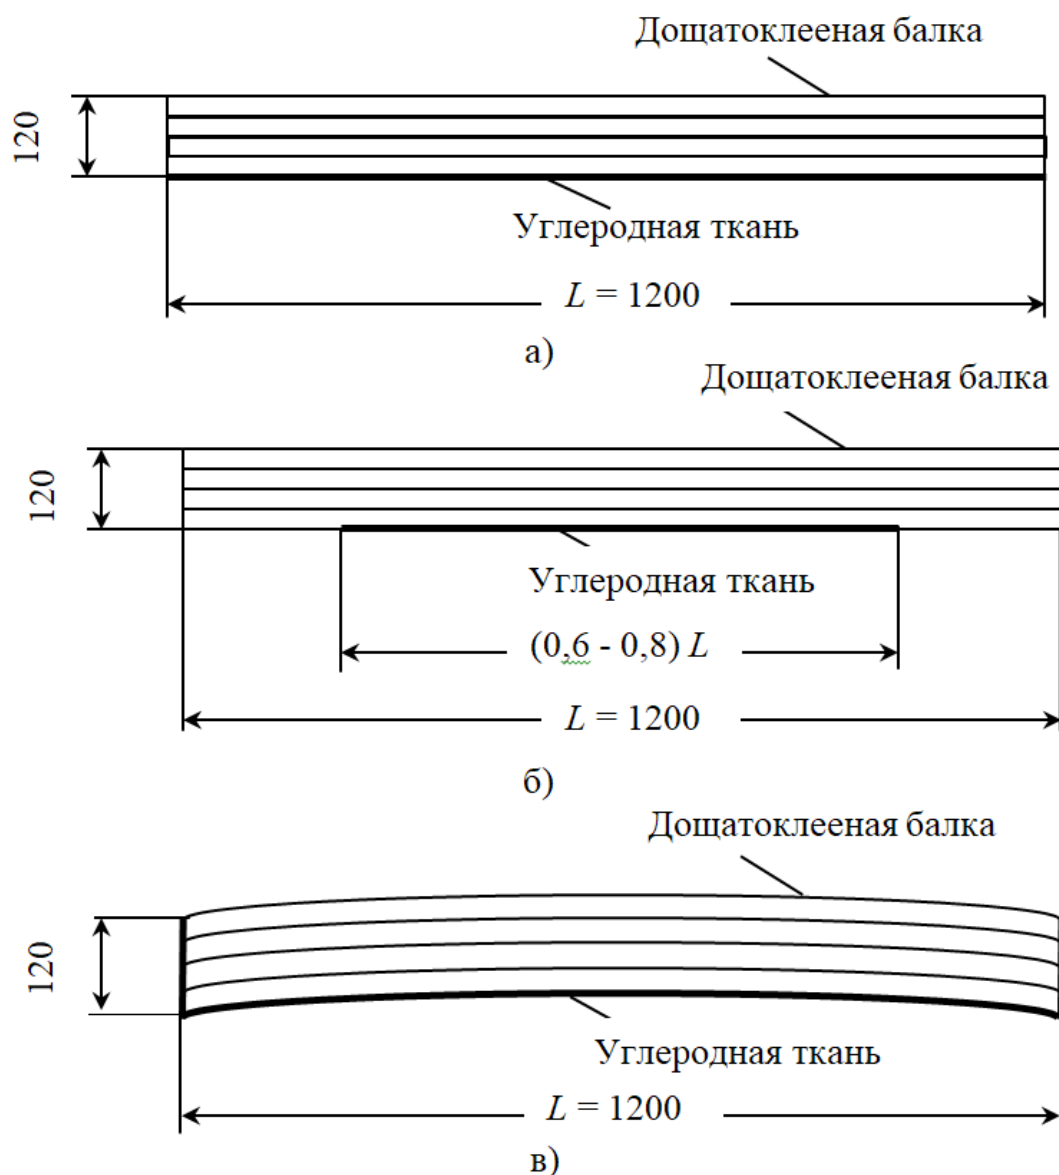 Дощатоклееная балка
120
Углеродная ткань
L = 1200
а)
Дощатоклееная балка
120
Углеродная ткань
(0,6 - 0,8) L
L = 1200
б)
Дощатоклееная балка
120
Углеродная ткань
L = 1200
в)